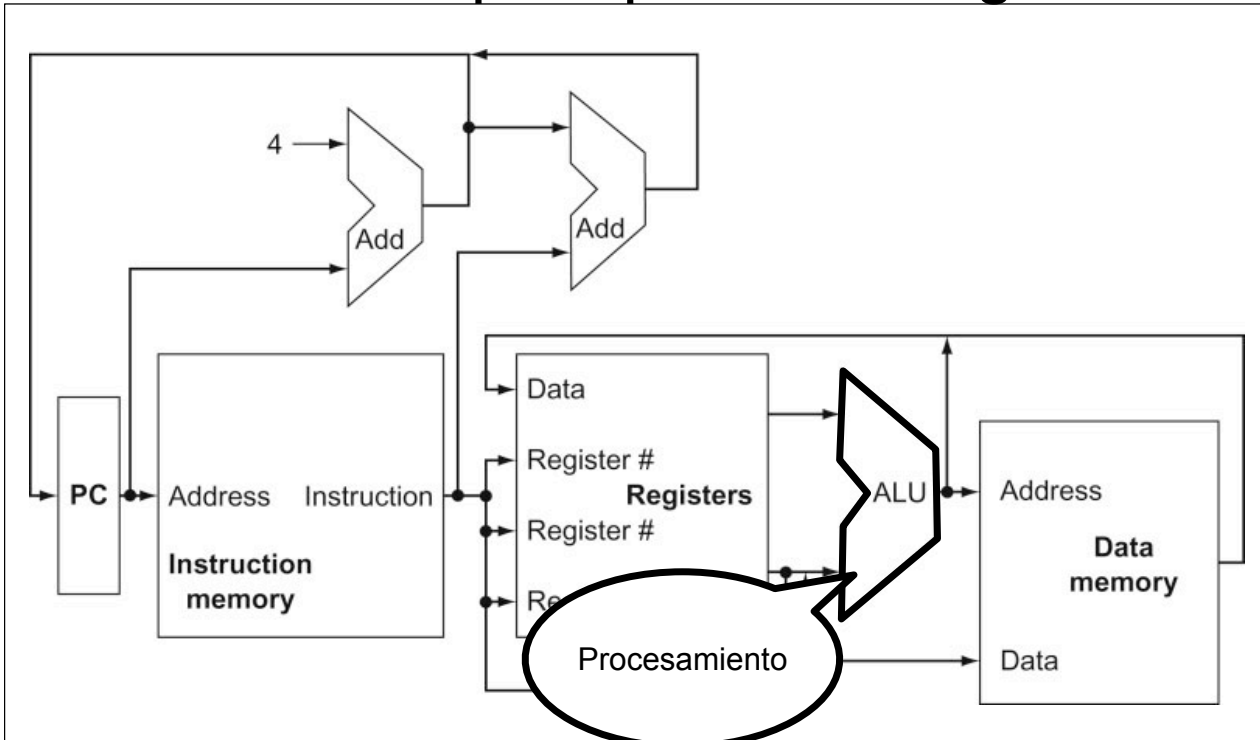 4
Add
Add
Data
Register #
PC
Address
Instruction
Registers
ALU
Address
Register #
Instruction
memory
Data
memory
Procesamiento
Data